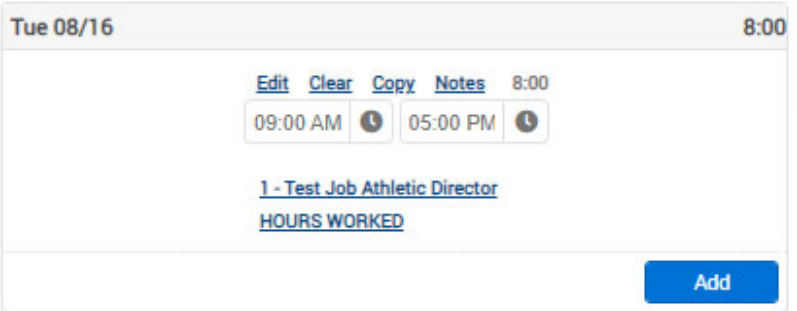 Tue 08/16 8:00
Edit Clear Copy Notes 8:00
09:00 AM 05:00 PM
1 - Test Job Athletic Director
HOURS WORKED
Add